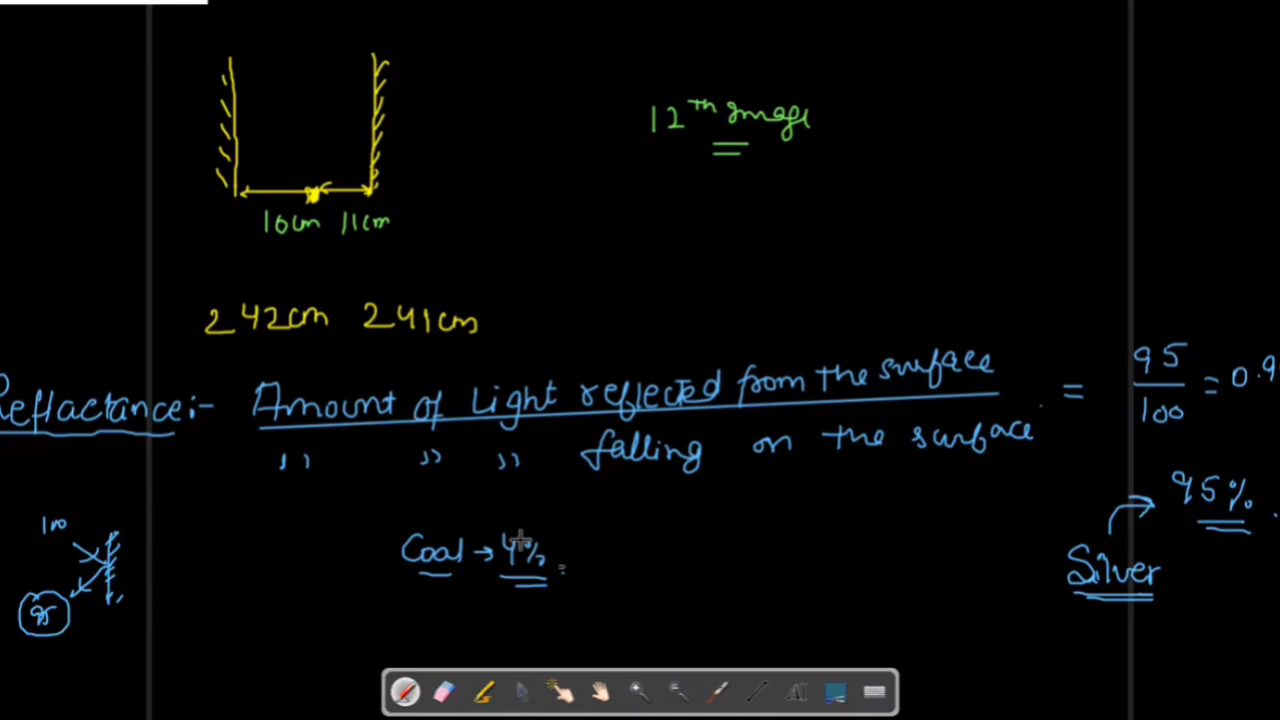 12th Image
10cm 11cm
242cm 241cm
Reflactance:- Amount of Light reflected from the surface = 95 = 0.9
,, ,, ,, falling on the surface 100
95%
100
Coal → 4%
Silver
95